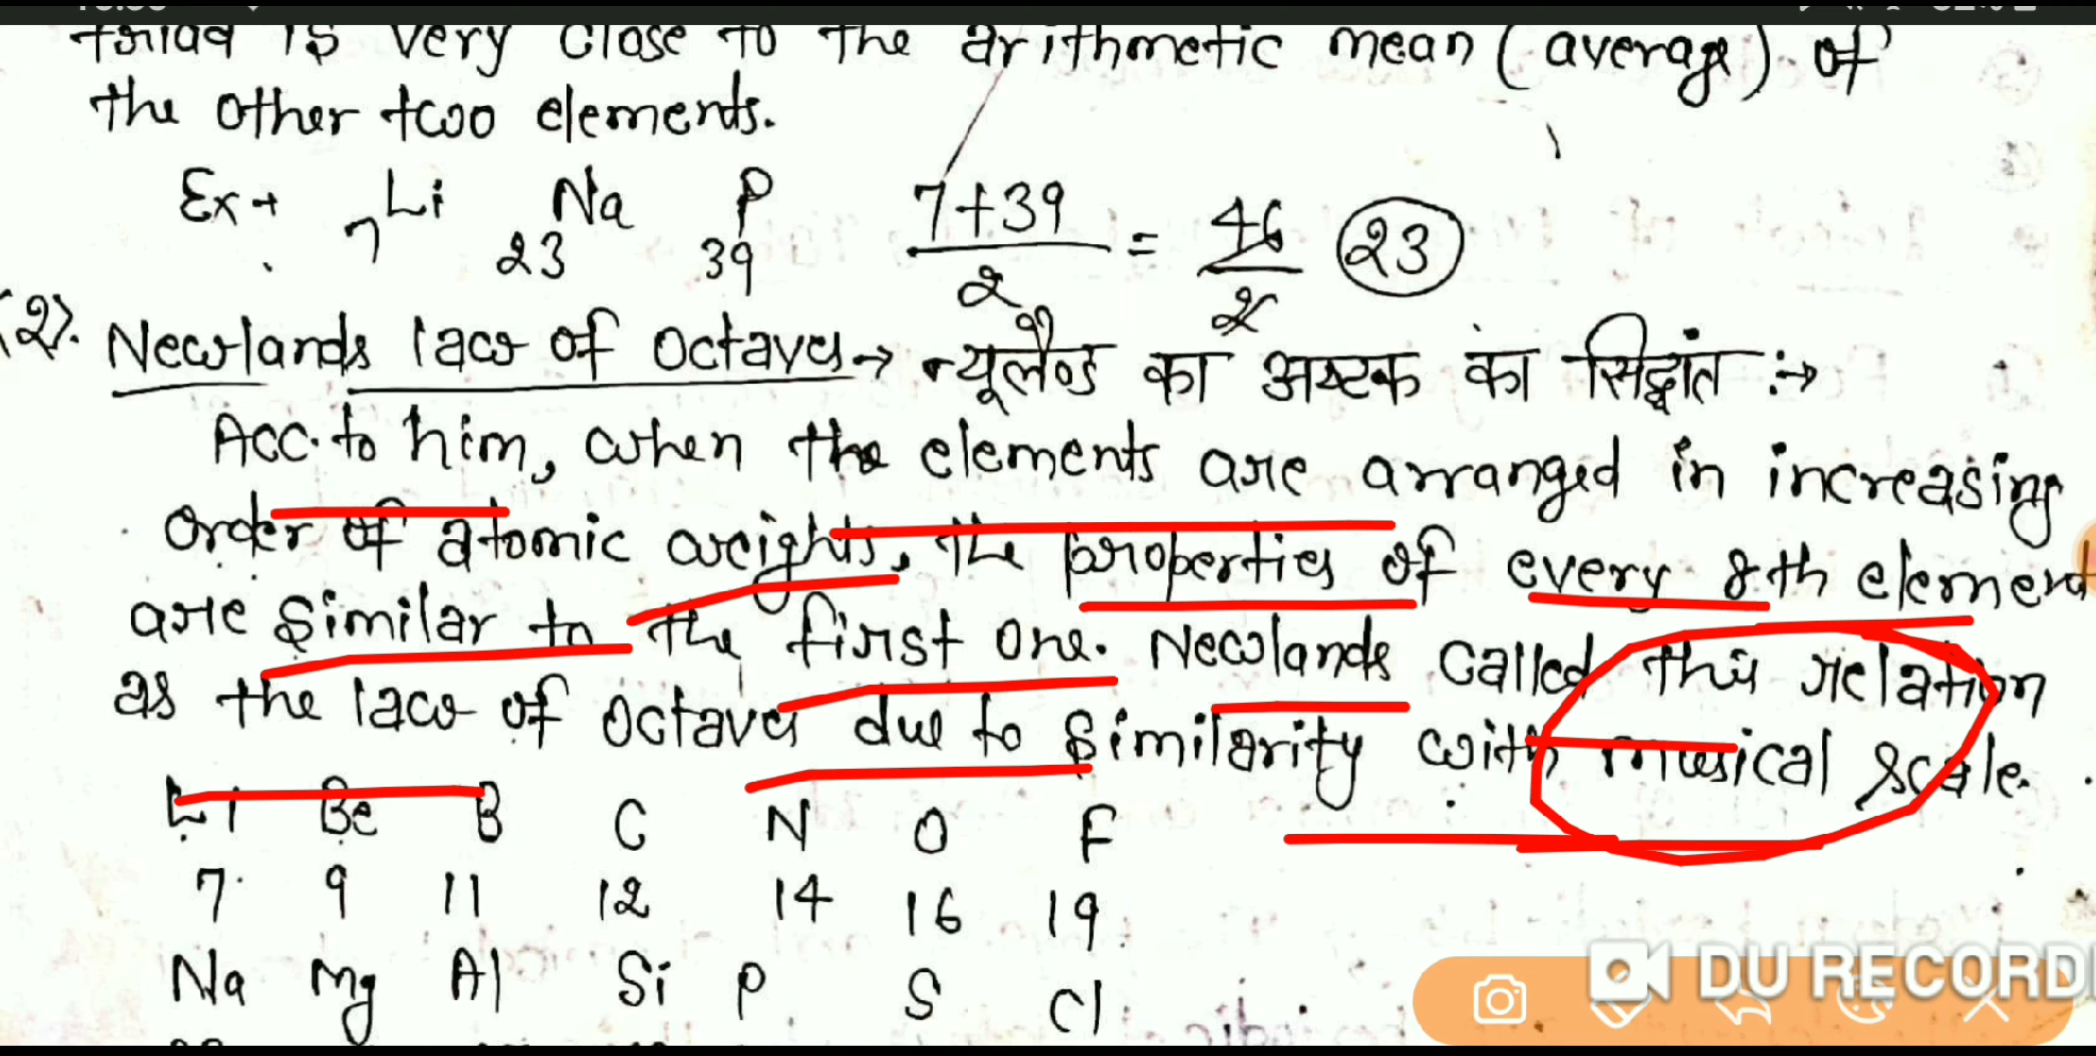 triad is very close to the arithmetic mean (average) of
the other two elements.
Ex→ 7Li 23Na 39P 7+39/2 = 46/2 23
(2). Newlands law of Octaves→ न्यूलैण्ड का अष्टक का सिद्धांत :→
Acc. to him, when the elements are arranged in increasing
order of atomic weights, the properties of every 8th element
are similar to the first one. Newlands called this relation
as the law of octaves due to similarity with musical scale.
Li Be B C N O F
7 9 11 12 14 16 19
Na Mg Al Si P S Cl
DU RECORD